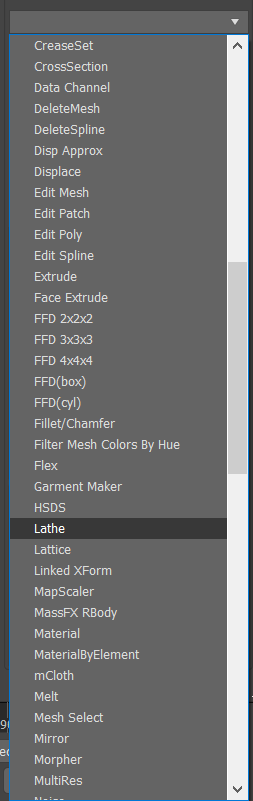 CreaseSet
CrossSection
Data Channel
DeleteMesh
DeleteSpline
Disp Approx
Displace
Edit Mesh
Edit Patch
Edit Poly
Edit Spline
Extrude
Face Extrude
FFD 2x2x2
FFD 3x3x3
FFD 4x4x4
FFD(box)
FFD(cyl)
Fillet/Chamfer
Filter Mesh Colors By Hue
Flex
Garment Maker
HSDS
Lathe
Lattice
Linked XForm
MapScaler
MassFX RBody
Material
MaterialByElement
mCloth
Melt
Mesh Select
Mirror
Morpher
MultiRes